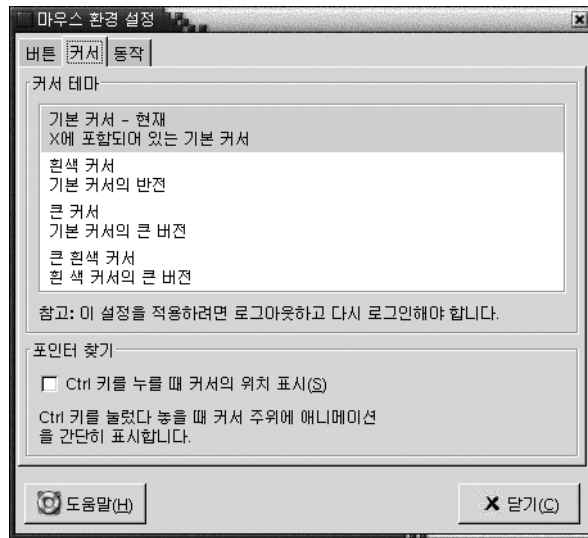 마우스 환경 설정
버튼 커서 동작
커서 테마
기본 커서 - 현재
X에 포함되어 있는 기본 커서
흰색 커서
기본 커서의 반전
큰 커서
기본 커서의 큰 버전
큰 흰색 커서
흰 색 커서의 큰 버전
참고: 이 설정을 적용하려면 로그아웃하고 다시 로그인해야 합니다.
포인터 찾기
Ctrl 키를 누를 때 커서의 위치 표시(S)
Ctrl 키를 눌렀다 놓을 때 커서 주위에 애니메이션
을 간단히 표시합니다.
도움말(H) 닫기(C)